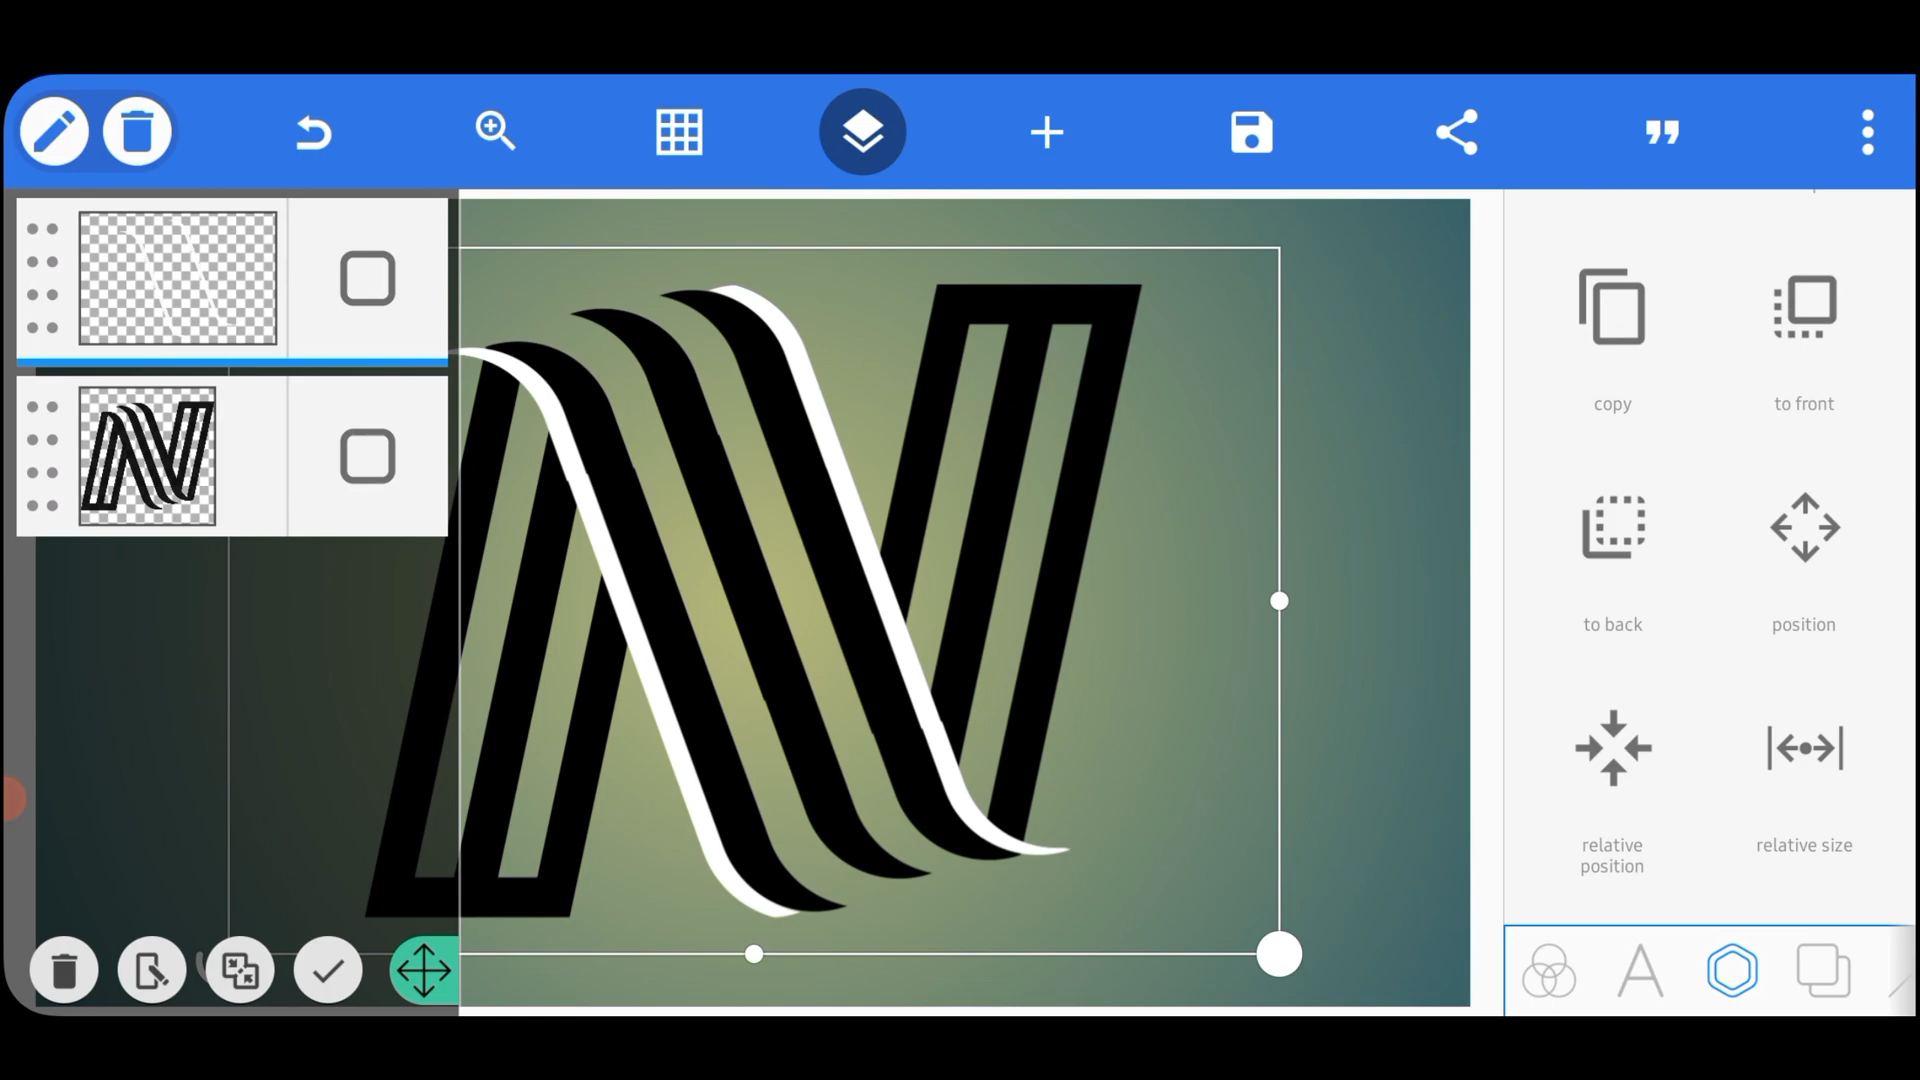 N
copy
to front
to back
position
relative
position
relative size
A